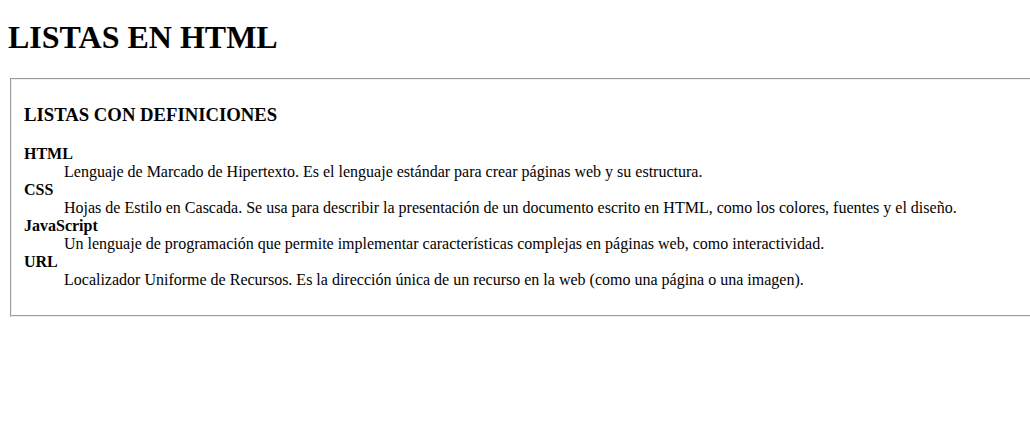 LISTAS EN HTML
LISTAS CON DEFINICIONES
HTML
Lenguaje de Marcado de Hipertexto. Es el lenguaje estándar para crear páginas web y su estructura.
CSS
Hojas de Estilo en Cascada. Se usa para describir la presentación de un documento escrito en HTML, como los colores, fuentes y el diseño.
JavaScript
Un lenguaje de programación que permite implementar características complejas en páginas web, como interactividad.
URL
Localizador Uniforme de Recursos. Es la dirección única de un recurso en la web (como una página o una imagen).